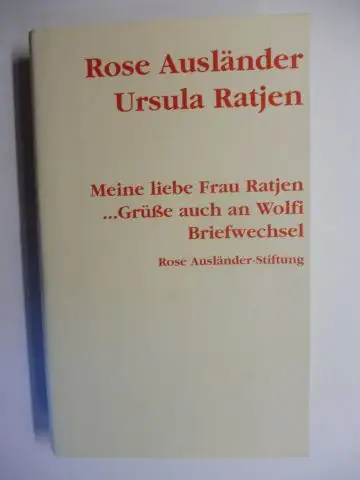 Rose Ausländer
Ursula Ratjen
Meine liebe Frau Ratjen
...Grüße auch an Wolfi
Briefwechsel
Rose Ausländer-Stiftung